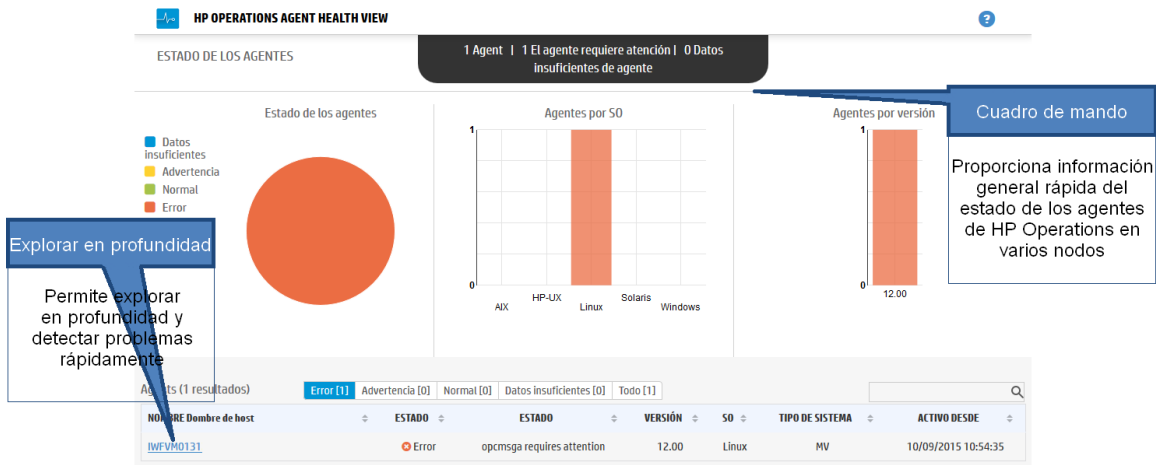 HP OPERATIONS AGENT HEALTH VIEW
?
ESTADO DE LOS AGENTES
1 Agent | 1 El agente requiere atención | 0 Datos
insuficientes de agente
Estado de los agentes
Datos
insuficientes
Advertencia
Normal
Error
Agentes por SO
1
0
AIX
HP-UX
Linux
Solaris
Windows
Agentes por versión
1
0
12.00
Cuadro de mando
Proporciona información
general rápida del
estado de los agentes
de HP Operations en
varios nodos
Explorar en profundidad
Permite explorar
en profundidad y
detectar problemas
rápidamente
(1 resultados)
Error [1] Advertencia [0] Normal [0] Datos insuficientes [0] Todo [1]
Dombre de host ESTADO ESTADO VERSIÓN SO TIPO DE SISTEMA ACTIVO DESDE
IWFVM0131 Error opcmsga requires attention 12.00 Linux MV 10/09/2015 10:54:35